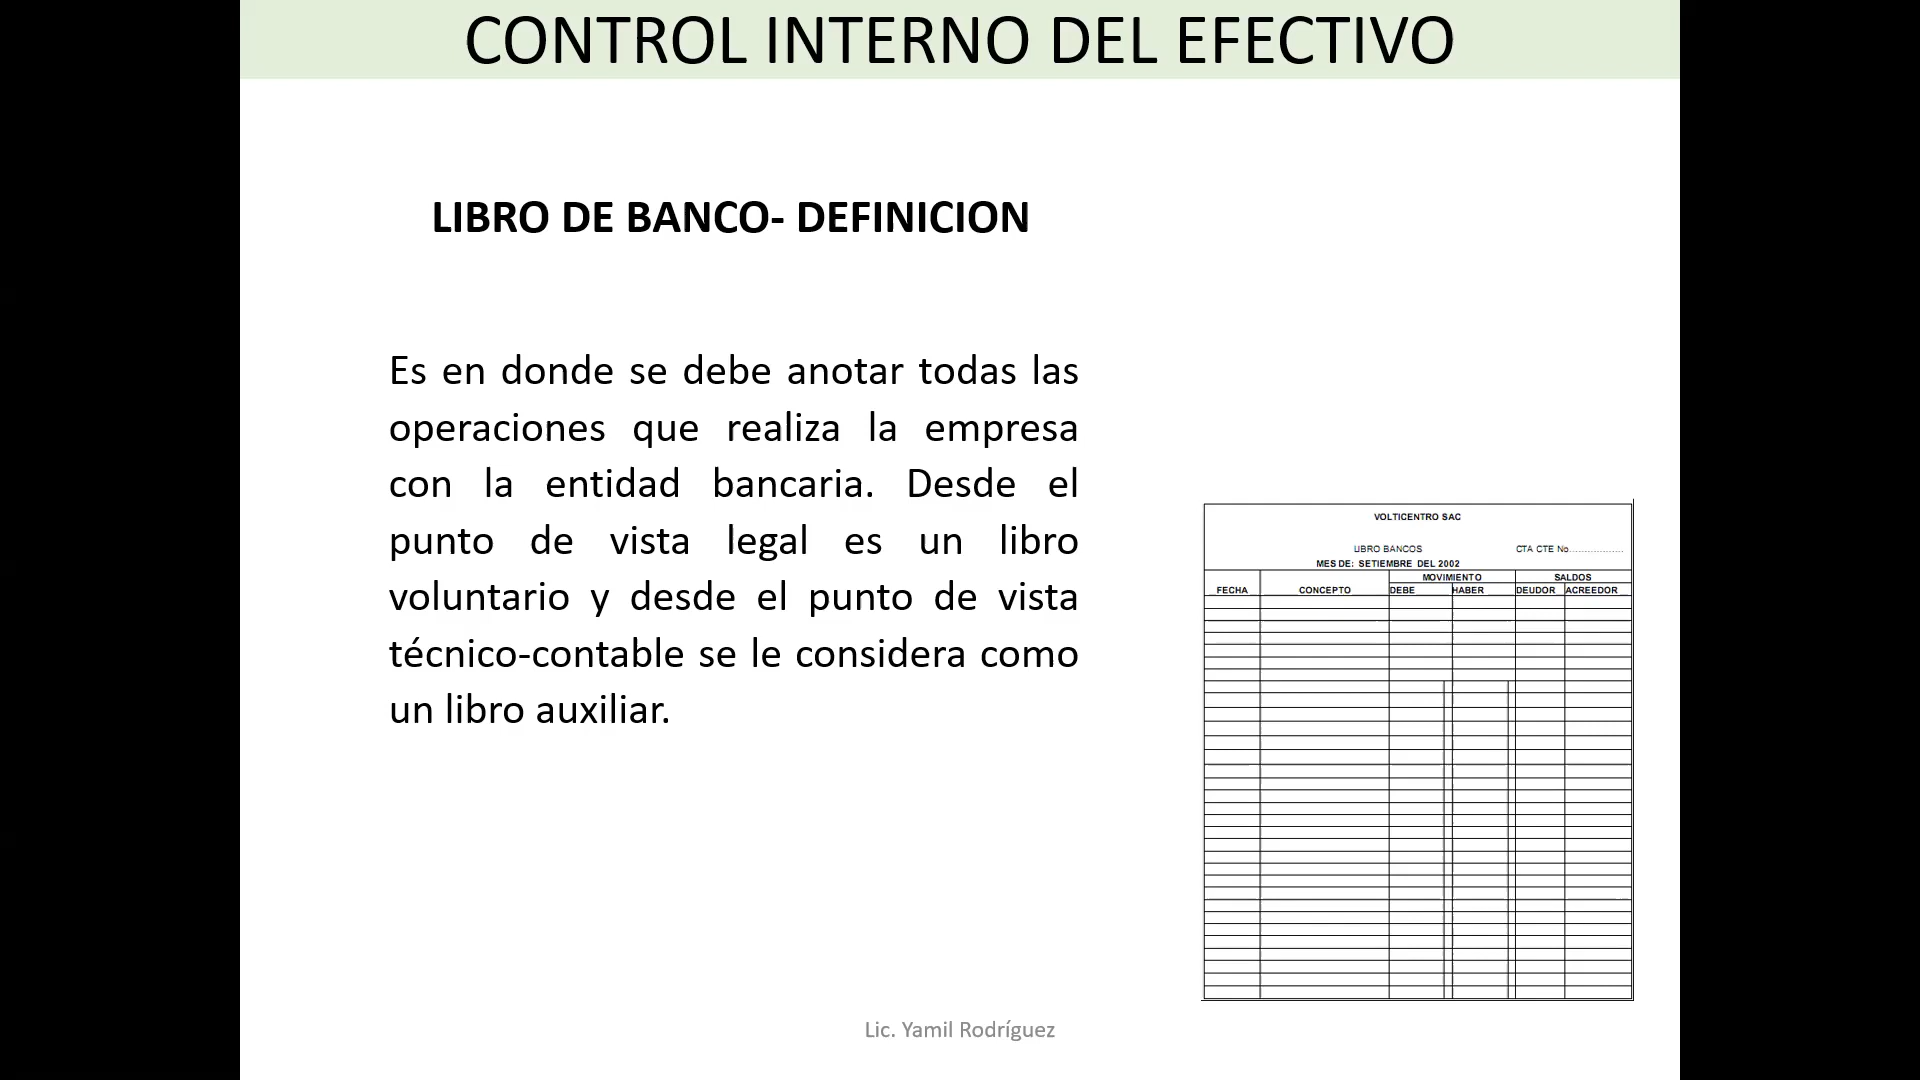 CONTROL INTERNO DEL EFECTIVO
LIBRO DE BANCO- DEFINICION
Es en donde se debe anotar todas las
operaciones que realiza la empresa
con la entidad bancaria. Desde el
punto de vista legal es un libro
voluntario y desde el punto de vista
técnico-contable se le considera como
un libro auxiliar.
VOLTICENTRO SAC
LIBRO BANCOS CTA CTE No..................
MES DE: SETIEMBRE DEL 2002
MOVIMIENTO SALDOS
FECHA CONCEPTO DEBE HABER DEUDOR ACREEDOR
Lic. Yamil Rodríguez